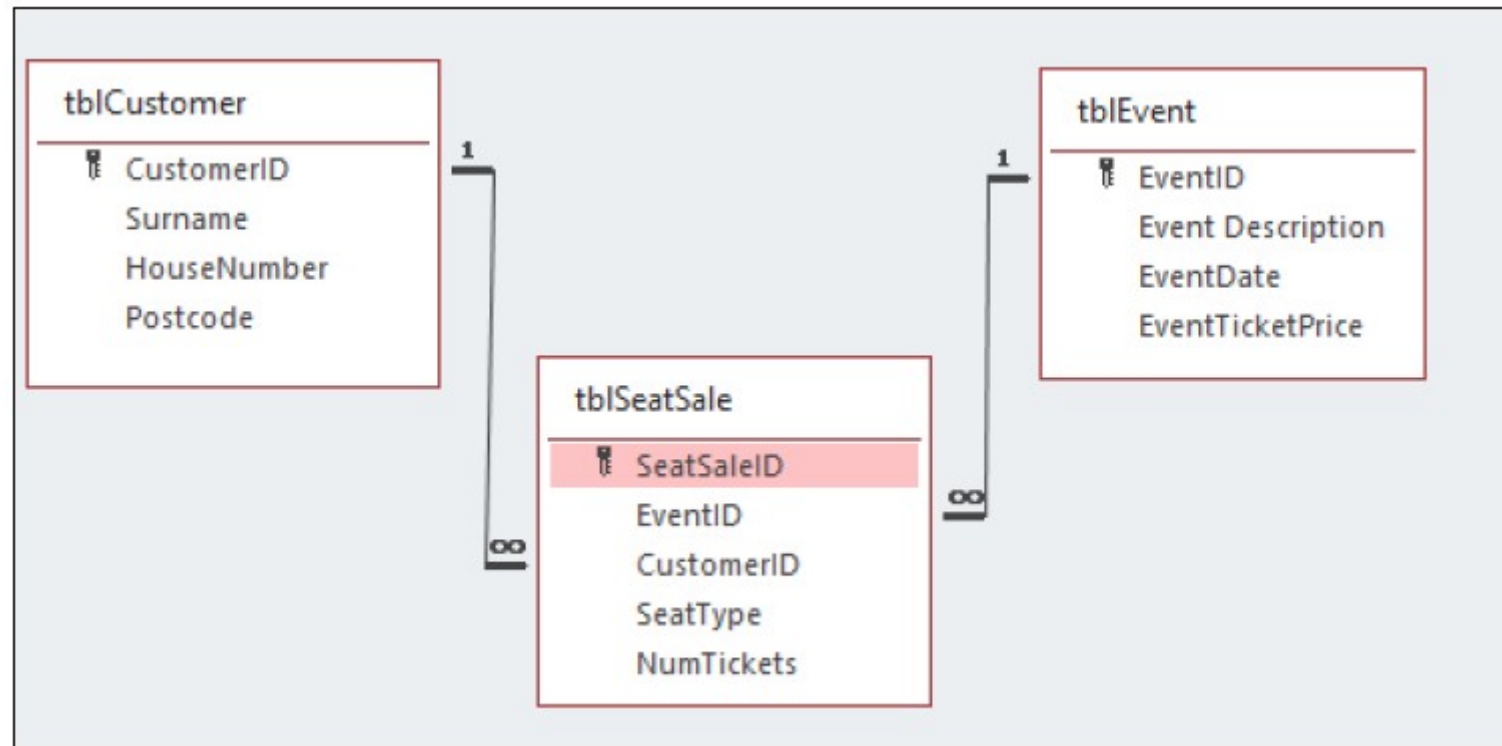 tblCustomer
CustomerID
Surname
HouseNumber
Postcode
1
∞
tblSeatSale
SeatSaleID
EventID
CustomerID
SeatType
NumTickets
1
∞
tblEvent
EventID
Event Description
EventDate
EventTicketPrice